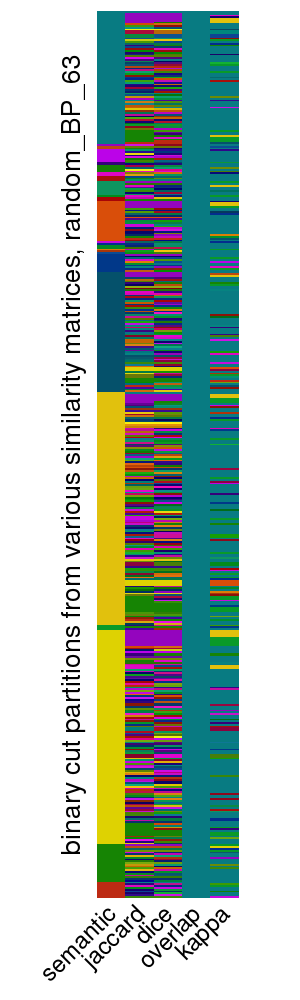 binary cut partitions from various similarity matrices, random_BP_63
semantic
jaccard
dice
overlap
kappa